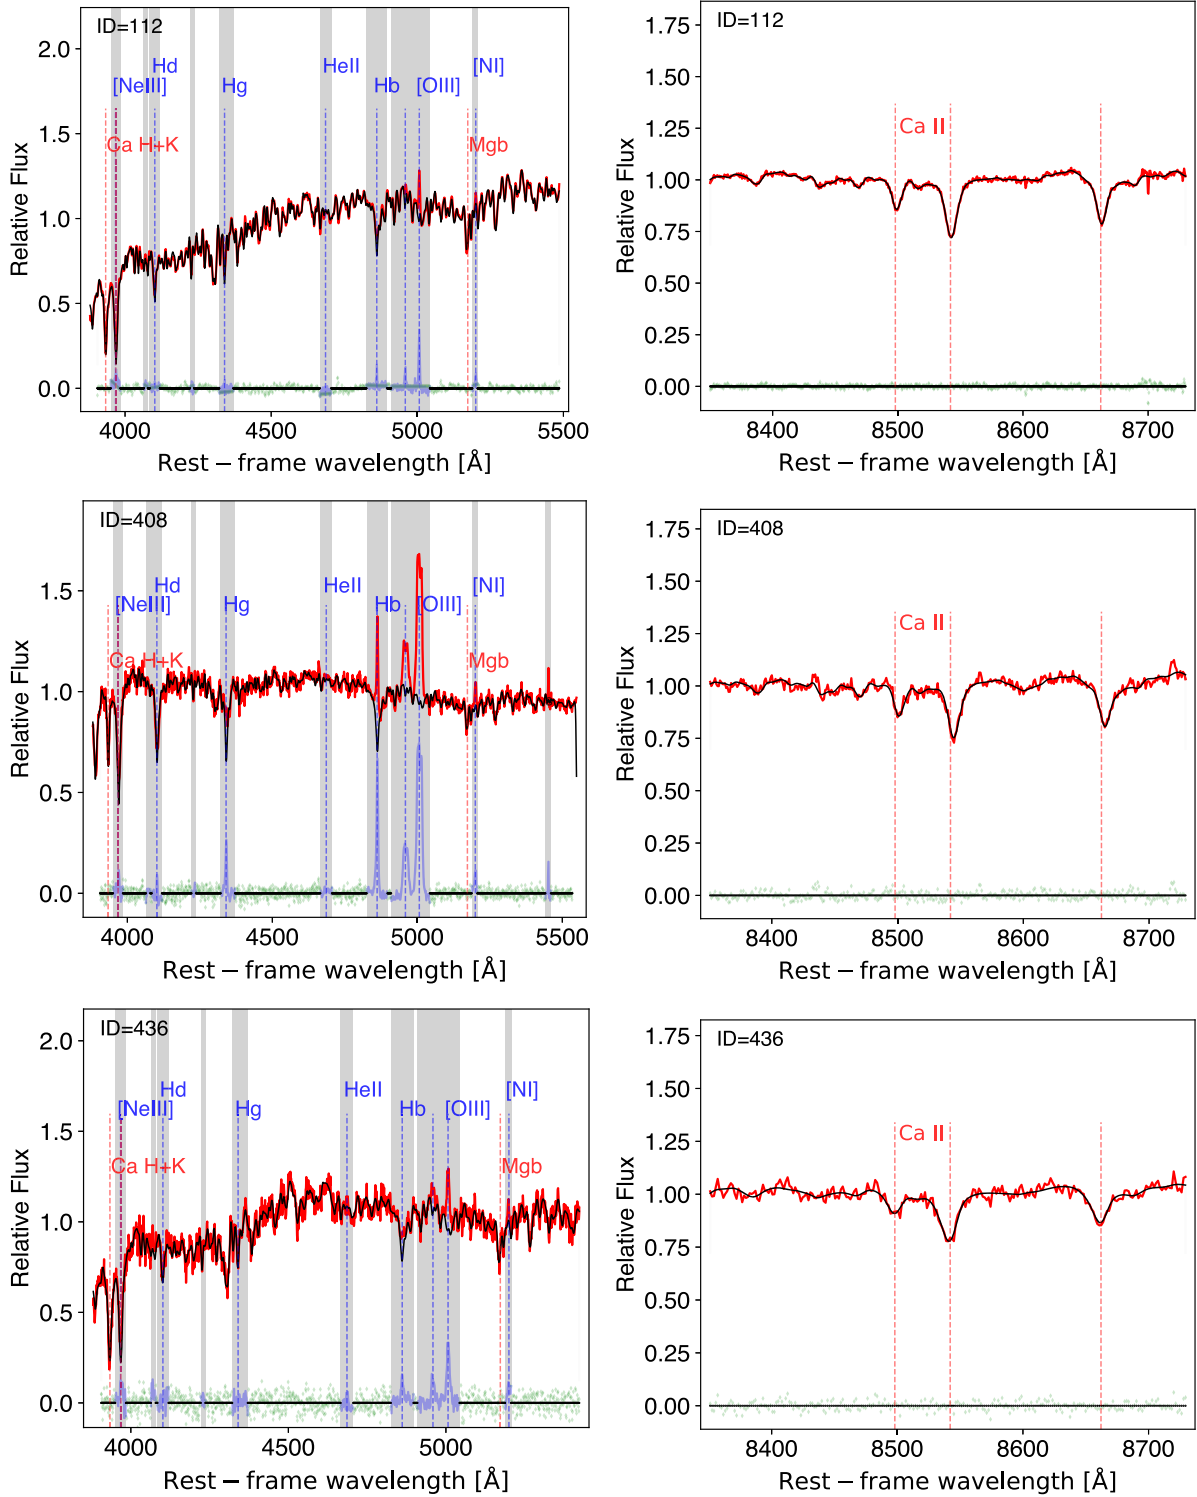 ID=112
Hd
HeII
[NI]
[NeIII]
Hg
Hb
[OIII]
Ca H+K
Mgb
Relative Flux
2.0
1.5
1.0
0.5
0.0
4000
4500
5000
5500
Rest − frame wavelength [Å]
ID=112
Ca II
Relative Flux
1.75
1.50
1.25
1.00
0.75
0.50
0.25
0.00
8400
8500
8600
8700
Rest − frame wavelength [Å]
ID=408
Hd
HeII
[NI]
[NeIII]
Hg
Hb
[OIII]
Ca H+K
Mgb
Relative Flux
1.5
1.0
0.5
0.0
4000
4500
5000
5500
Rest − frame wavelength [Å]
ID=408
Ca II
Relative Flux
1.75
1.50
1.25
1.00
0.75
0.50
0.25
0.00
8400
8500
8600
8700
Rest − frame wavelength [Å]
ID=436
Hd
HeII
[NI]
[NeIII]
Hg
Hb
[OIII]
Ca H+K
Mgb
Relative Flux
2.0
1.5
1.0
0.5
0.0
4000
4500
5000
Rest − frame wavelength [Å]
ID=436
Ca II
Relative Flux
1.75
1.50
1.25
1.00
0.75
0.50
0.25
0.00
8400
8500
8600
8700
Rest − frame wavelength [Å]